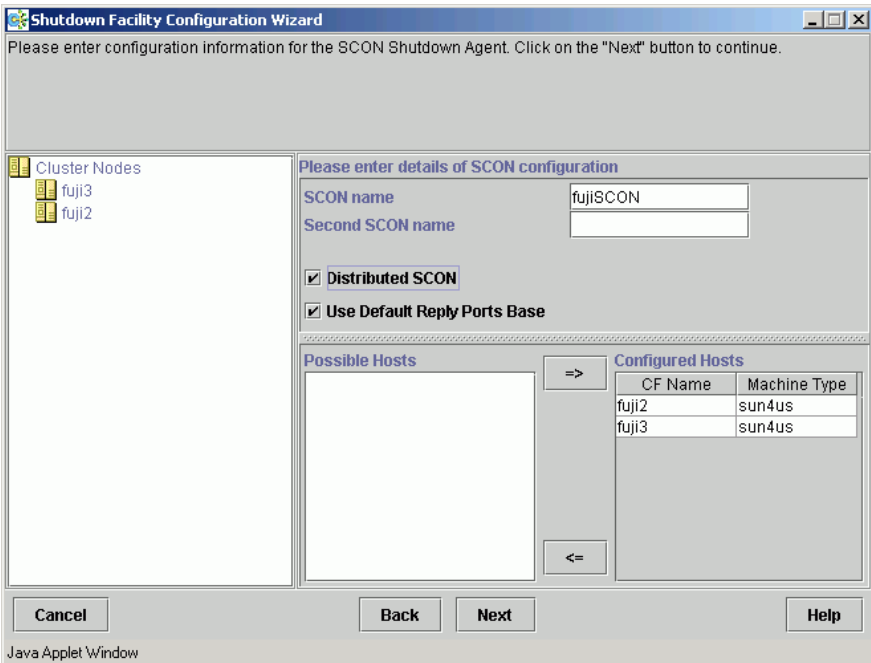 Shutdown Facility Configuration Wizard
Please enter configuration information for the SCON Shutdown Agent. Click on the "Next" button to continue.
Cluster Nodes
fuji3
fuji2
Please enter details of SCON configuration
SCON name
fujiSCON
Second SCON name
Distributed SCON
Use Default Reply Ports Base
Possible Hosts
=>
<=
Configured Hosts
CF Name Machine Type
fuji2 sun4us
fuji3 sun4us
Cancel Back Next Help
Java Applet Window